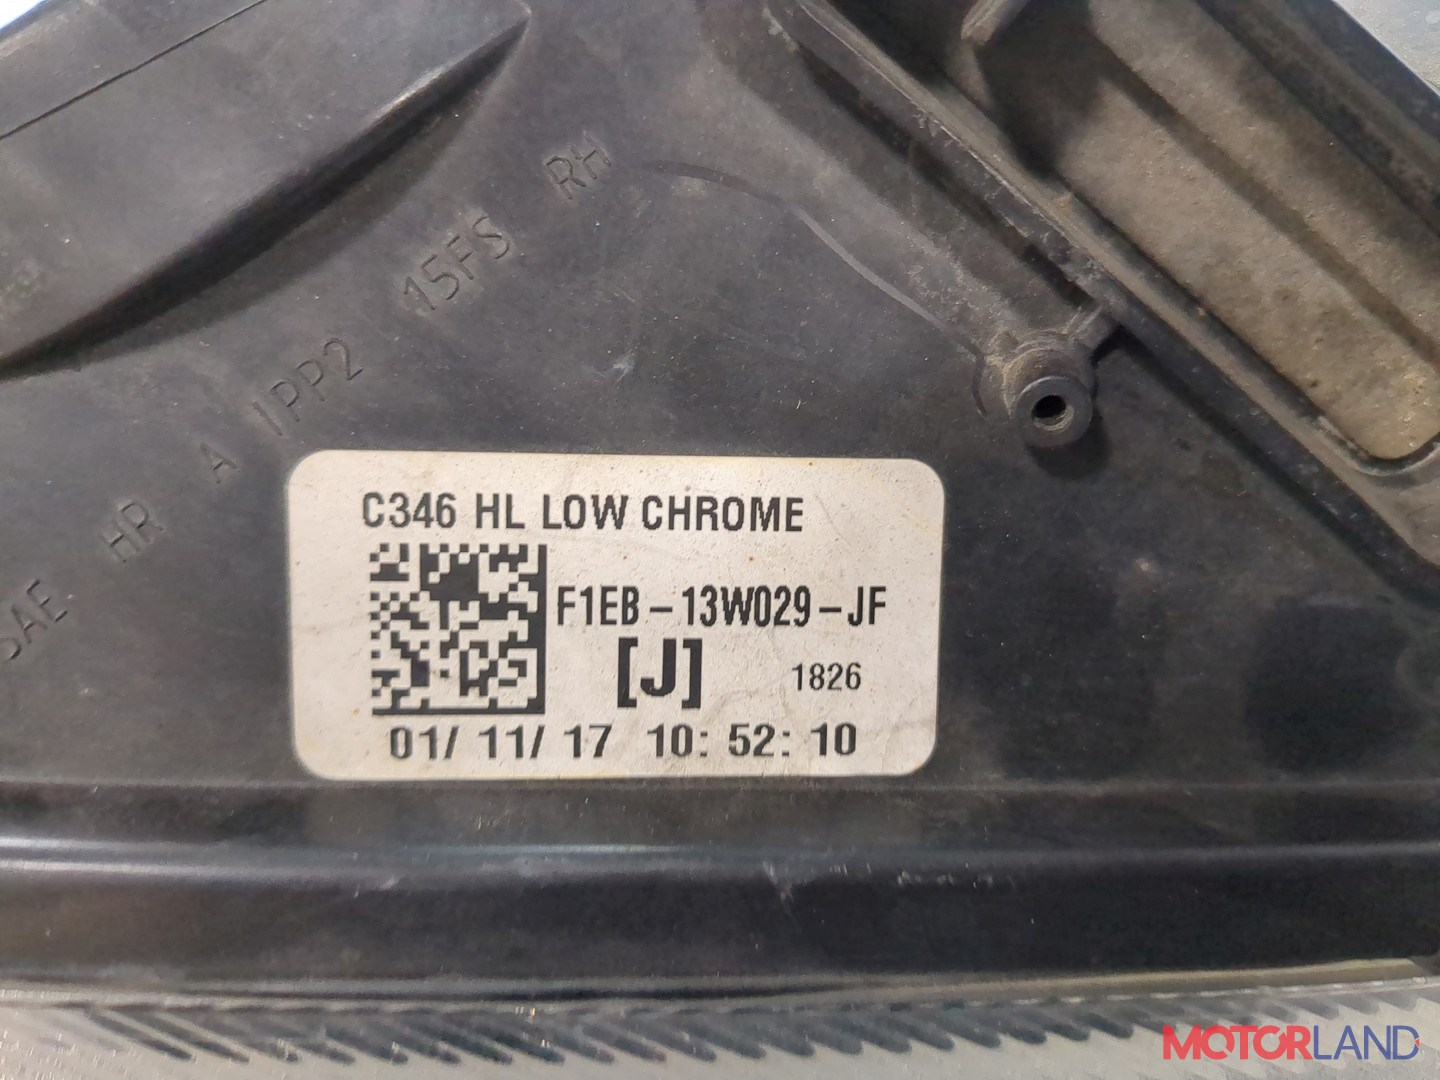 SAE HR A IPP2 15FS RH
C346 HL LOW CHROME
F1EB-13W029-JF
[J] 1826
01/ 11/ 17 10: 52: 10
MOTORLAND